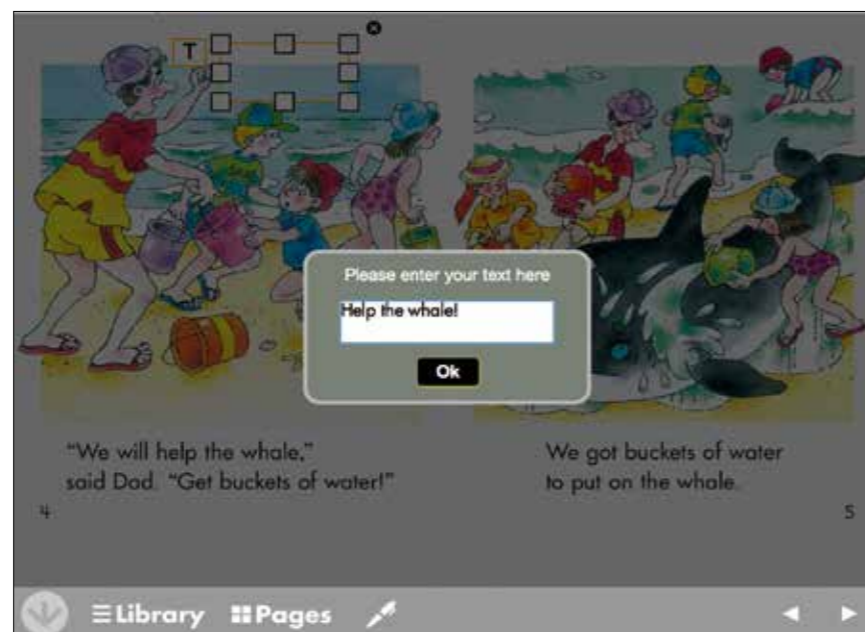 T
Please enter your text here
Help the whale!
Ok
"We will help the whale,"
said Dad. "Get buckets of water!"
We got buckets of water
to put on the whale.
4
5
Library
Pages